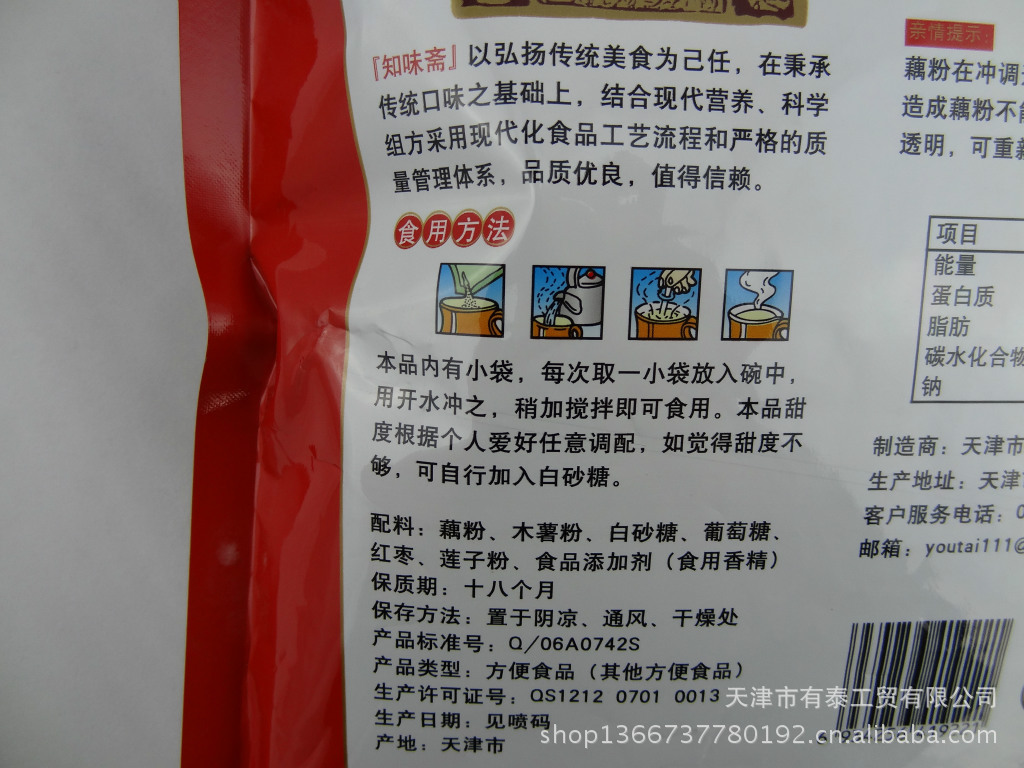 『知味斋』以弘扬传统美食为己任，在秉承
传统口味之基础上，结合现代营养、科学
组方采用现代化食品工艺流程和严格的质
量管理体系，品质优良，值得信赖。
食用方法
本品内有小袋，每次取一小袋放入碗中，
用开水冲之，稍加搅拌即可食用。本品甜
度根据个人爱好任意调配，如觉得甜度不
够，可自行加入白砂糖。
配料：藕粉、木薯粉、白砂糖、葡萄糖、
红枣、莲子粉、食品添加剂（食用香精）
保质期：十八个月
保存方法：置于阴凉、通风、干燥处
产品标准号：Q/06A0742S
产品类型：方便食品（其他方便食品）
生产许可证号：QS1212 0701 0013
生产日期：见喷码
产地：天津市
亲情提示：
藕粉在冲调
造成藕粉不
透明，可重新
项目
能量
蛋白质
脂肪
碳水化合物
钠
制造商：天津市
生产地址：天津
客户服务电话：0
邮箱：youtai111@
天津市有泰工贸有限公司
shop1366737780192.cn.alibaba.com